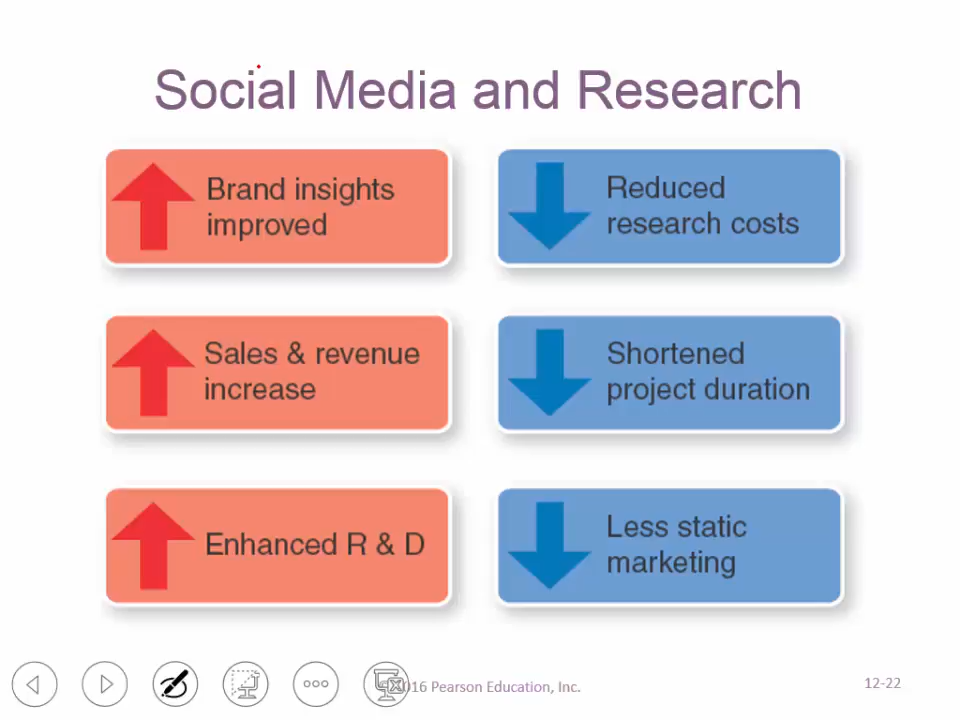 Social Media and Research
Brand insights
improved
Reduced
research costs
Sales & revenue
increase
Shortened
project duration
Enhanced R & D
Less static
marketing
016 Pearson Education, Inc.
12-22